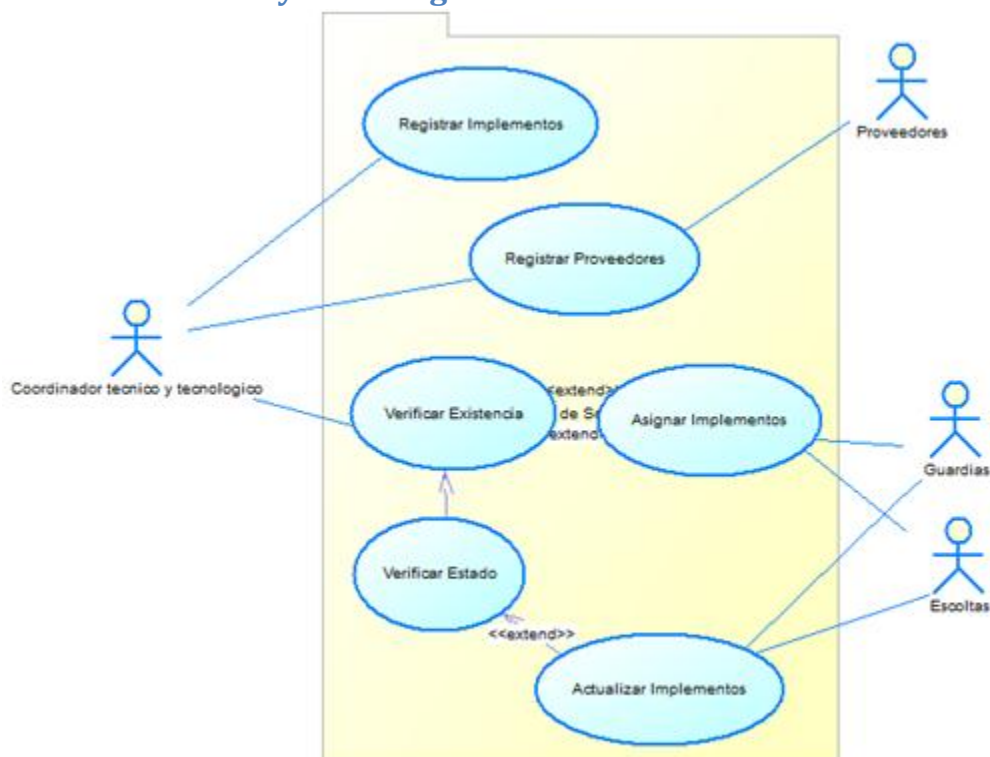 Registrar Implementos
Proveedores
Registrar Proveedores
Coordinador tecnico y tecnologico
Verificar Existencia
Asignar Implementos
Guardias
Verificar Estado
Escoltas
<<extend>>
Actualizar Implementos